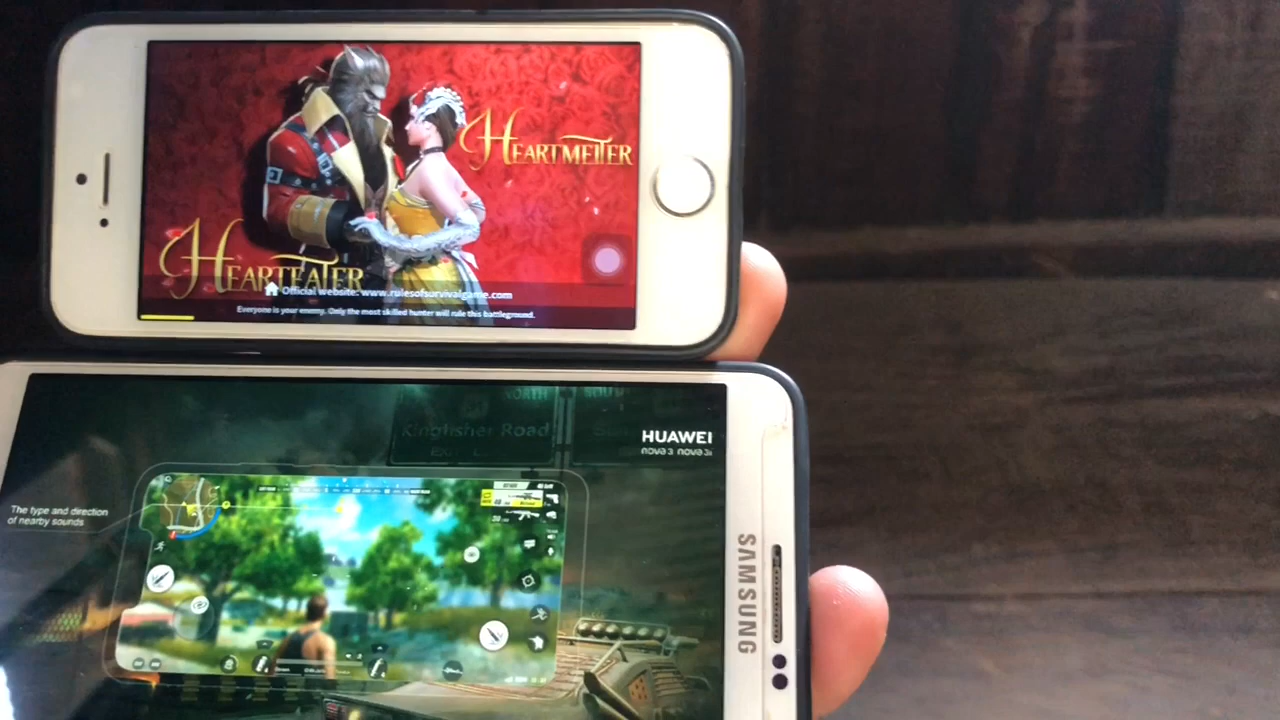 HEARTMELTER
HEARTEATER
Official website: www.rulesofsurvivalgame.com
Everyone is your enemy. Only the most skilled hunter will rule this battleground.
NORTH
Kingfisher Road
HUAWEI
nova 3 nova 3i
The type and direction
of nearby sounds
SAMSUNG